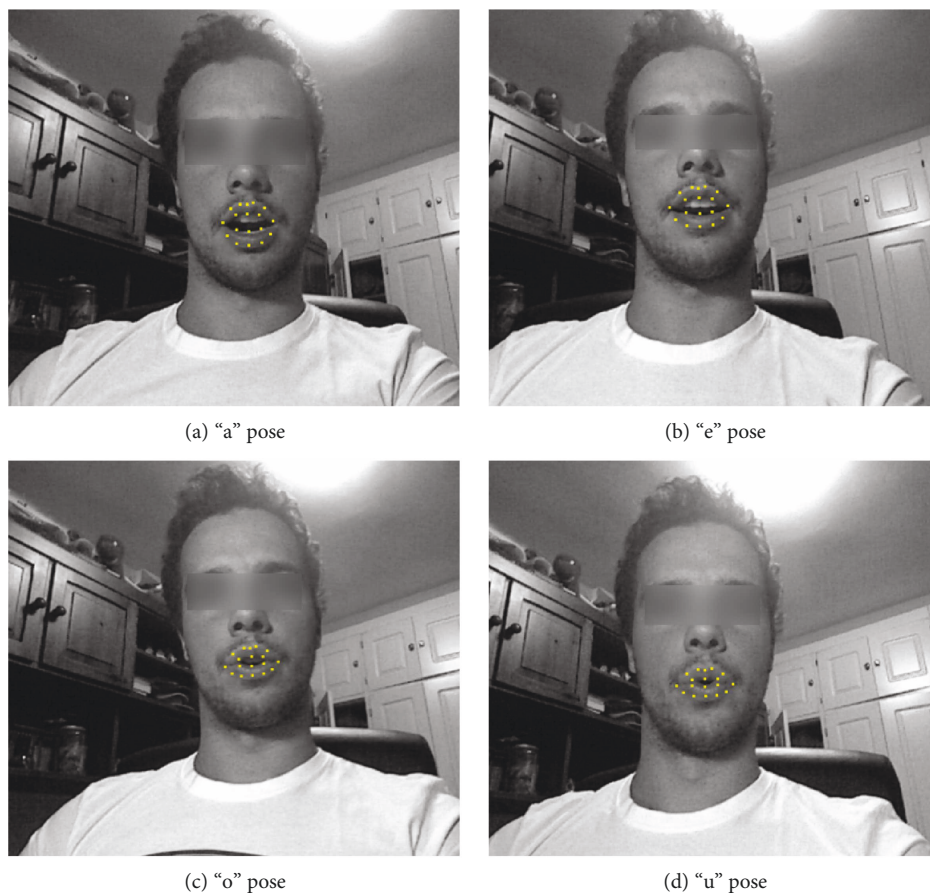 (a) “a” pose
(b) “e” pose
(c) “o” pose
(d) “u” pose